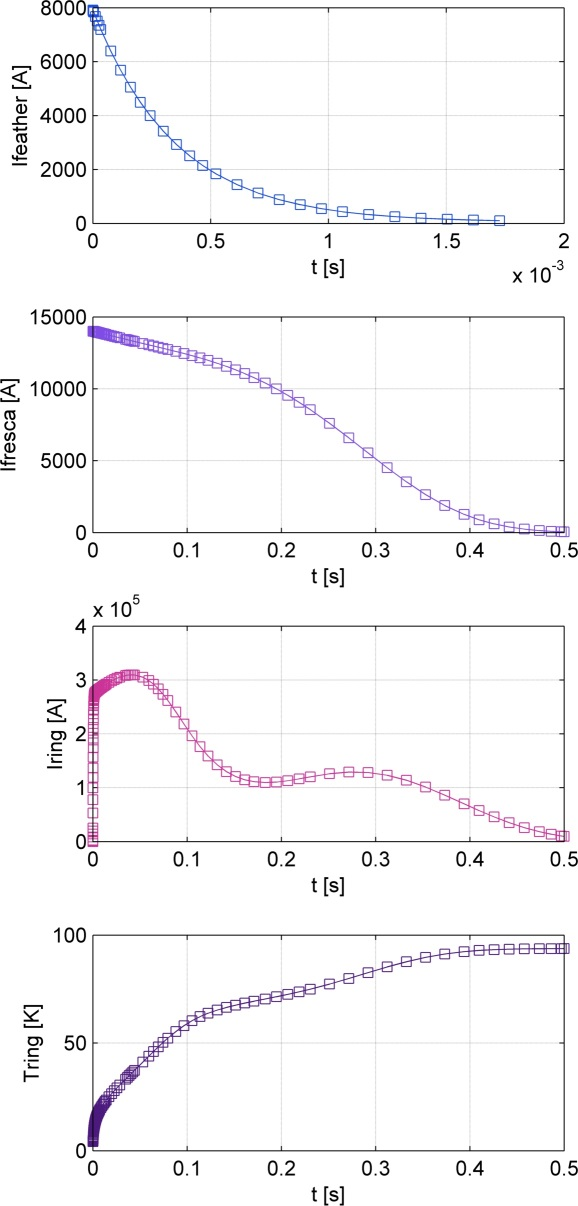 8000
6000
4000
2000
0
Ifeather [A]
0 0.5 1 1.5 2
t [s]
x 10⁻³
15000
10000
5000
0
Ifresca [A]
0 0.1 0.2 0.3 0.4 0.5
t [s]
x 10⁵
4
3
2
1
0
Iring [A]
0 0.1 0.2 0.3 0.4 0.5
t [s]
100
50
0
Tring [K]
0 0.1 0.2 0.3 0.4 0.5
t [s]